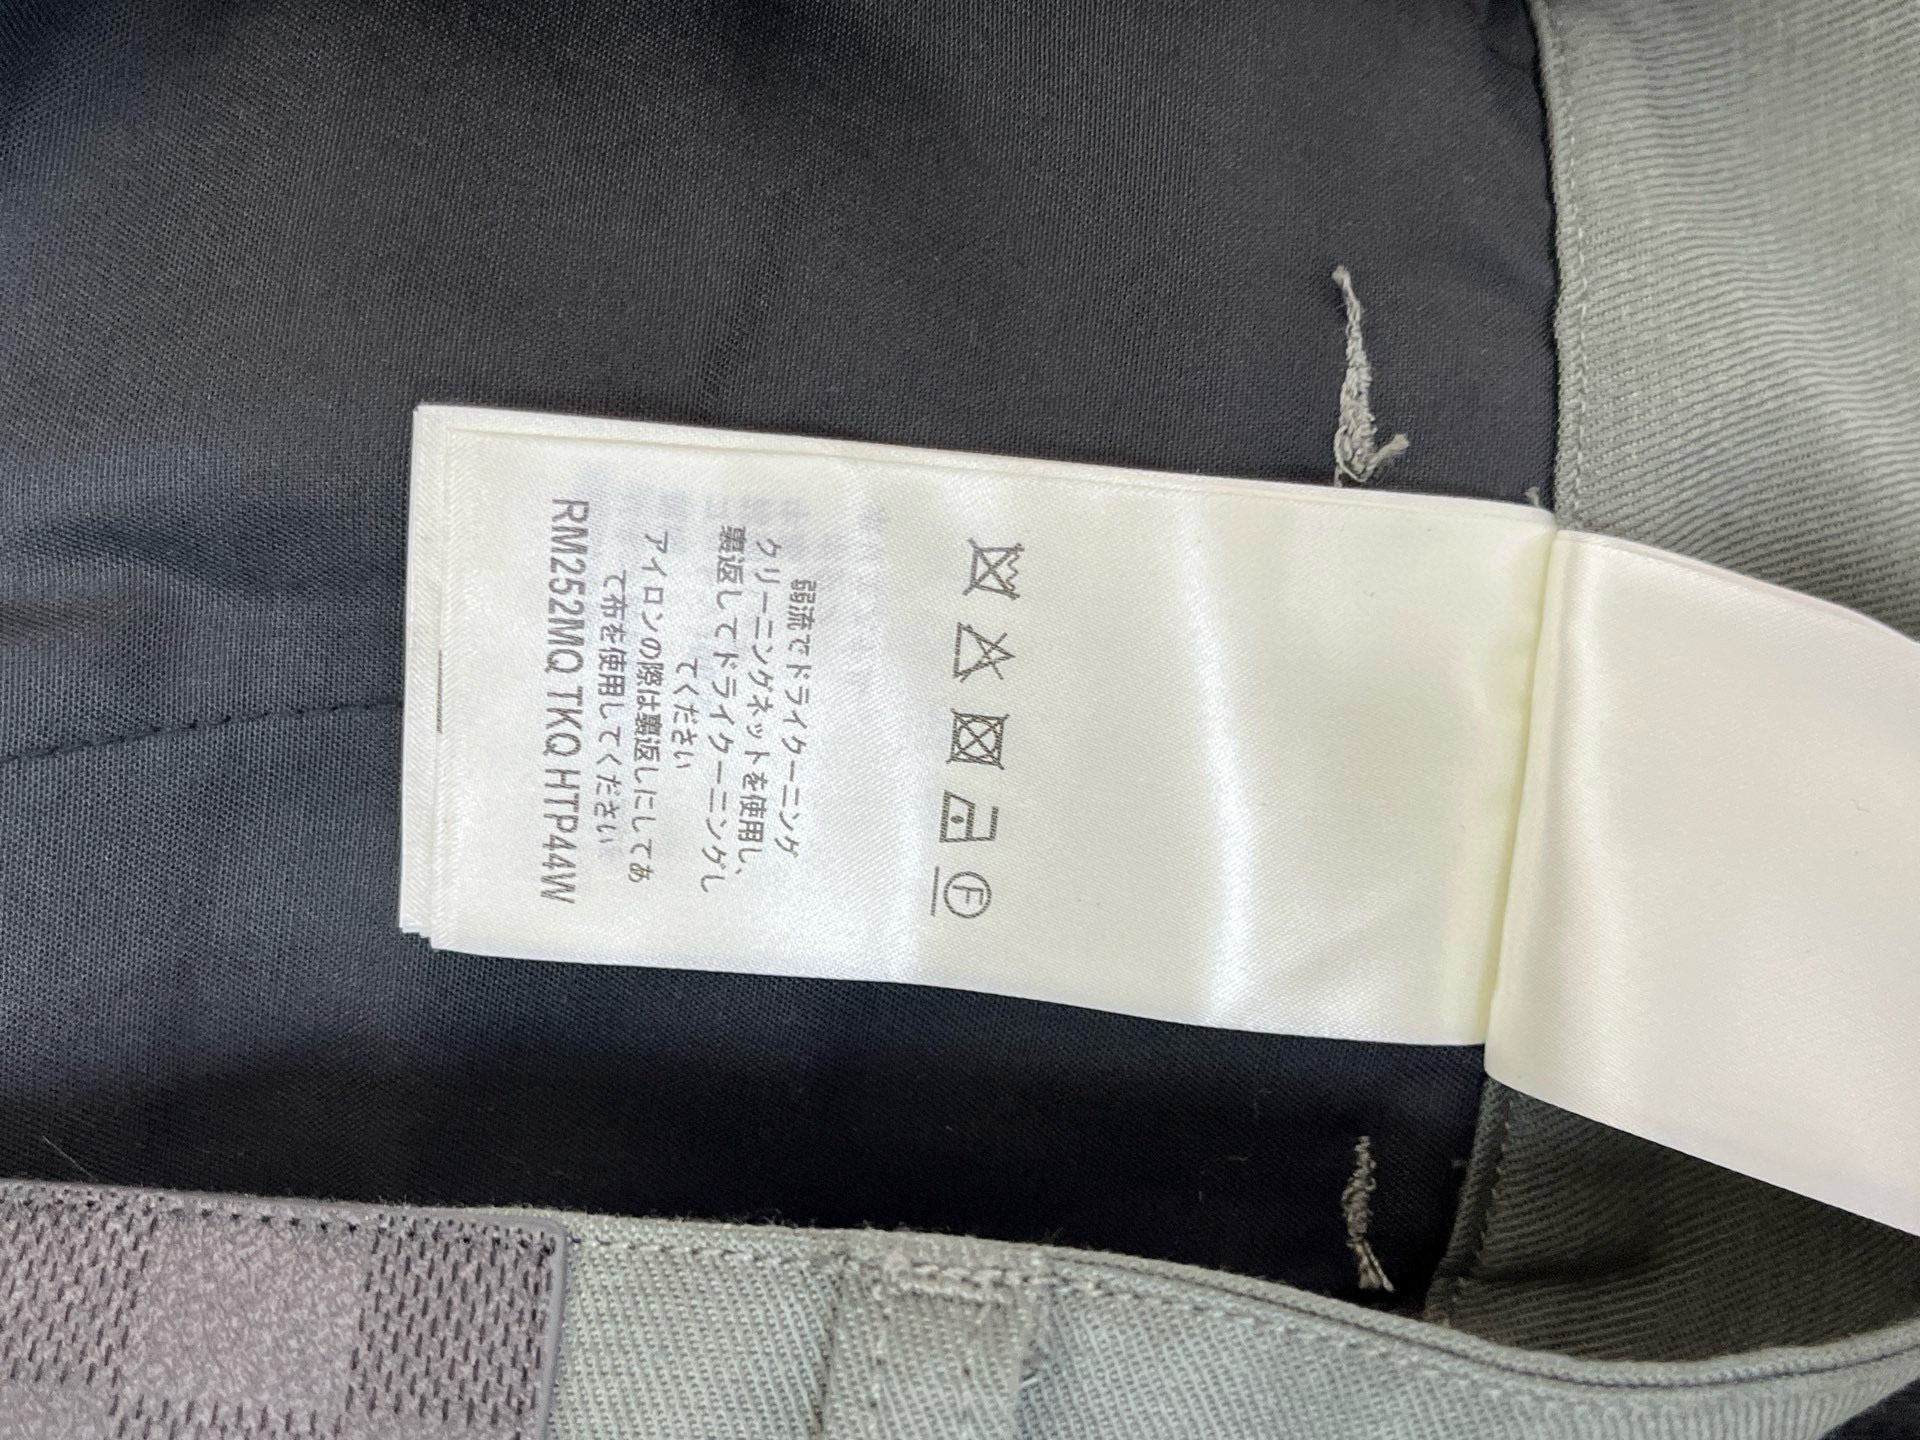 Ⓕ
弱流でドライクーニング
クリーニングネットを使用し、
裏返してドライクーニングし
てください
アイロンの際は裏返しにしてあ
て布を使用してください
RM252MQ TKQ HTP44W